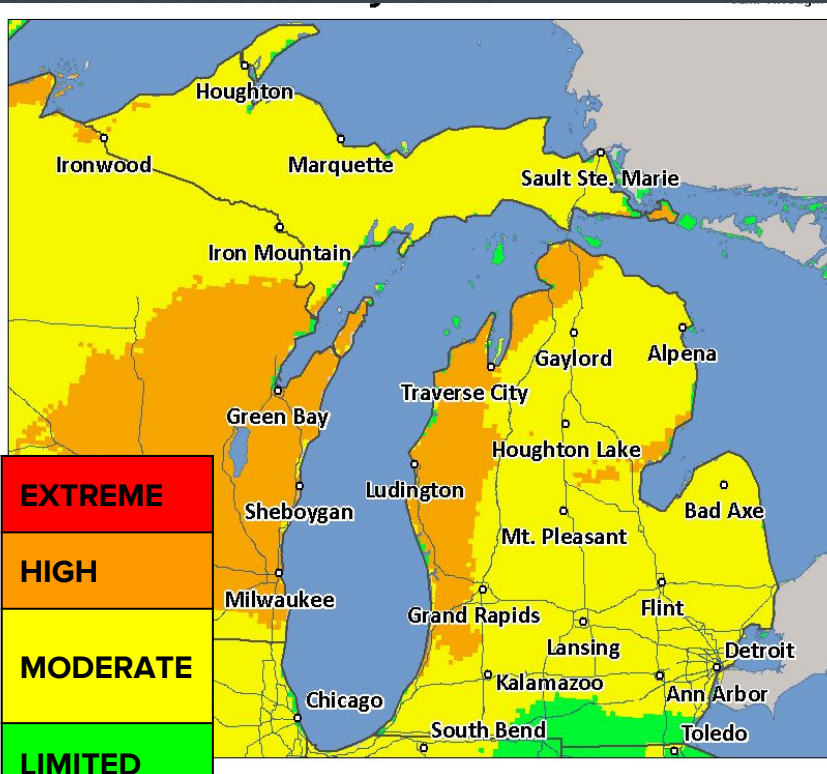 Houghton
Ironwood
Marquette
Sault Ste. Marie
Iron Mountain
Gaylord
Alpena
Traverse City
Green Bay
Houghton Lake
EXTREME
Ludington
Sheboygan
Bad Axe
Mt. Pleasant
HIGH
Milwaukee
Grand Rapids
Flint
Lansing
Detroit
MODERATE
Kalamazoo
Ann Arbor
Chicago
South Bend
Toledo
LIMITED